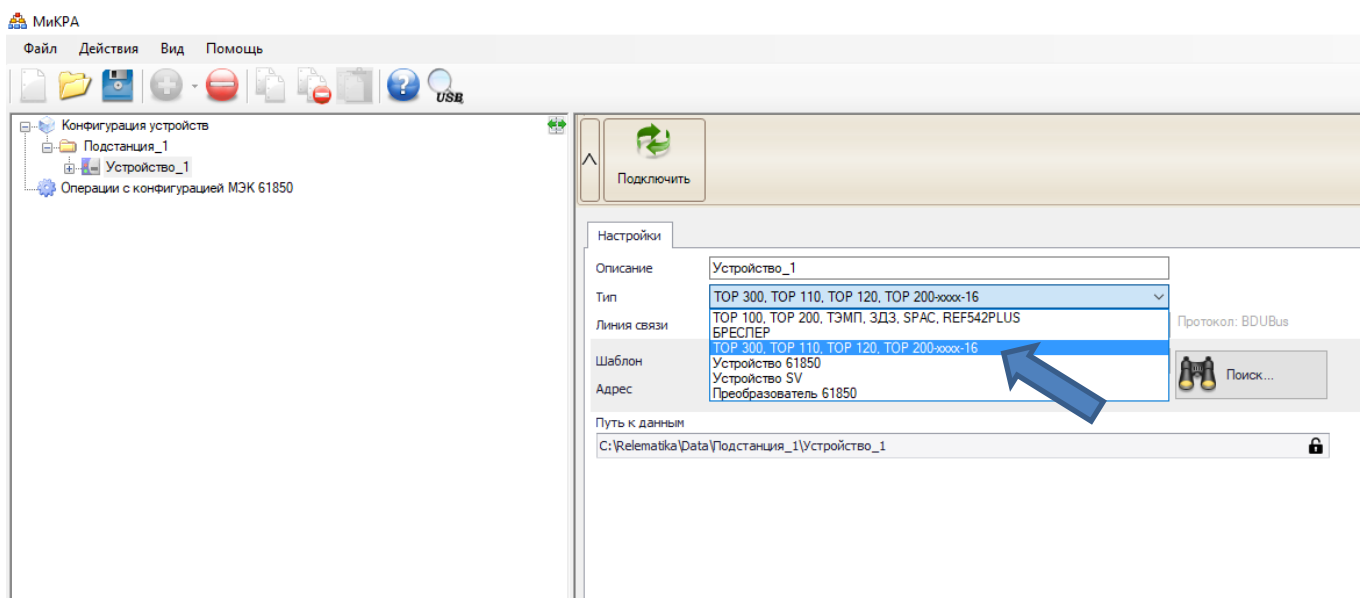 МиКРА
Файл Действия Вид Помощь
USB
Конфигурация устройств
Подстанция_1
Устройство_1
Операции с конфигурацией МЭК 61850
Подключить
Настройки
Описание Устройство_1
Тип ТОР 300, ТОР 110, ТОР 120, ТОР 200-xxxx-16
Линия связи Протокол: BDUBus
ТОР 100, ТОР 200, ТЭМП, ЗДЗ, SPAC, REF542PLUS
БРЕСЛЕР
ТОР 300, ТОР 110, ТОР 120, ТОР 200-xxxx-16
Устройство 61850
Устройство SV
Преобразователь 61850
Шаблон
Адрес
Поиск...
Путь к данным
C:\Relematika\Data\Подстанция_1\Устройство_1